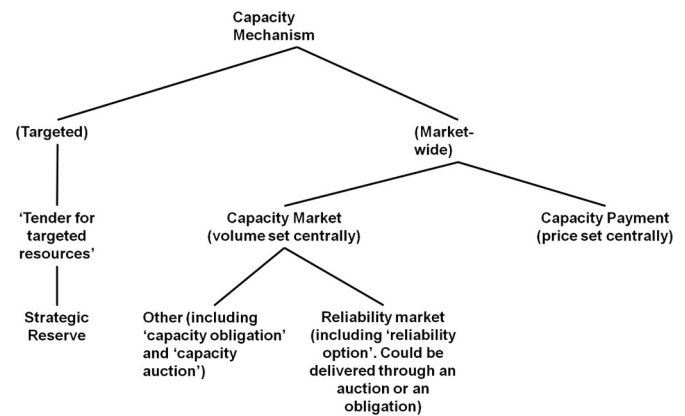 Capacity
Mechanism
(Targeted)
(Market-
wide)
‘Tender for
targeted
resources’
Capacity Market
(volume set centrally)
Capacity Payment
(price set centrally)
Strategic
Reserve
Other (including
‘capacity obligation’
and ‘capacity
auction’)
Reliability market
(including ‘reliability
option’. Could be
delivered through an
auction or an
obligation)